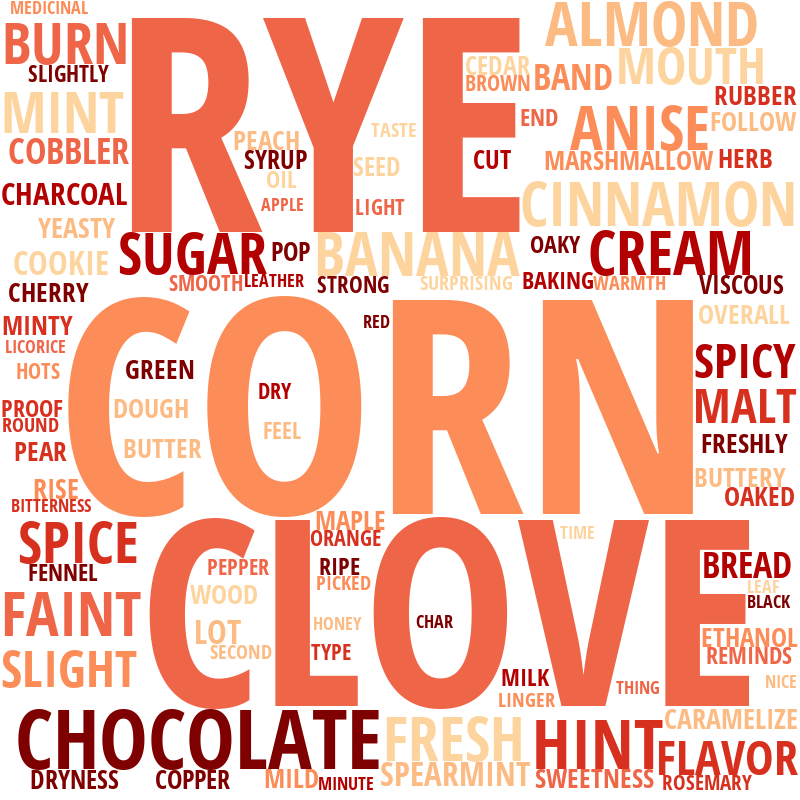 MEDICINAL
RYE
ALMOND
BURN
MOUTH
CEDAR
BAND
SLIGHTLY
BROWN
RUBBER
MINT
END
ANISE
FOLLOW
TASTE
PEACH
COBBLER
SYRUP
SEED
CUT
MARSHMALLOW
HERB
OIL
CHARCOAL
CINNAMON
APPLE
LIGHT
YEASTY
SUGAR
POP
BANANA
OAKY
CREAM
COOKIE
SMOOTH
LEATHER
STRONG
SURPRISING
BAKING
WARMTH
VISCOUS
CHERRY
CORN
OVERALL
MINTY
RED
LICORICE
SPICY
HOTS
GREEN
DRY
MALT
PROOF
DOUGH
ROUND
FEEL
FRESHLY
PEAR
BUTTER
BUTTERY
RISE
OAKED
BITTERNESS
MAPLE
CLOVE
ORANGE
TIME
SPICE
FENNEL
PEPPER
RIPE
BREAD
PICKED
WOOD
LEAF
BLACK
FAINT
HONEY
CHAR
LOT
ETHANOL
SECOND
TYPE
REMINDS
SLIGHT
MILK
THING
NICE
LINGER
CHOCOLATE
FRESH
HINT
CARAMELIZE
FLAVOR
DRYNESS
COPPER
MILD
MINUTE
SPEARMINT
SWEETNESS
ROSEMARY